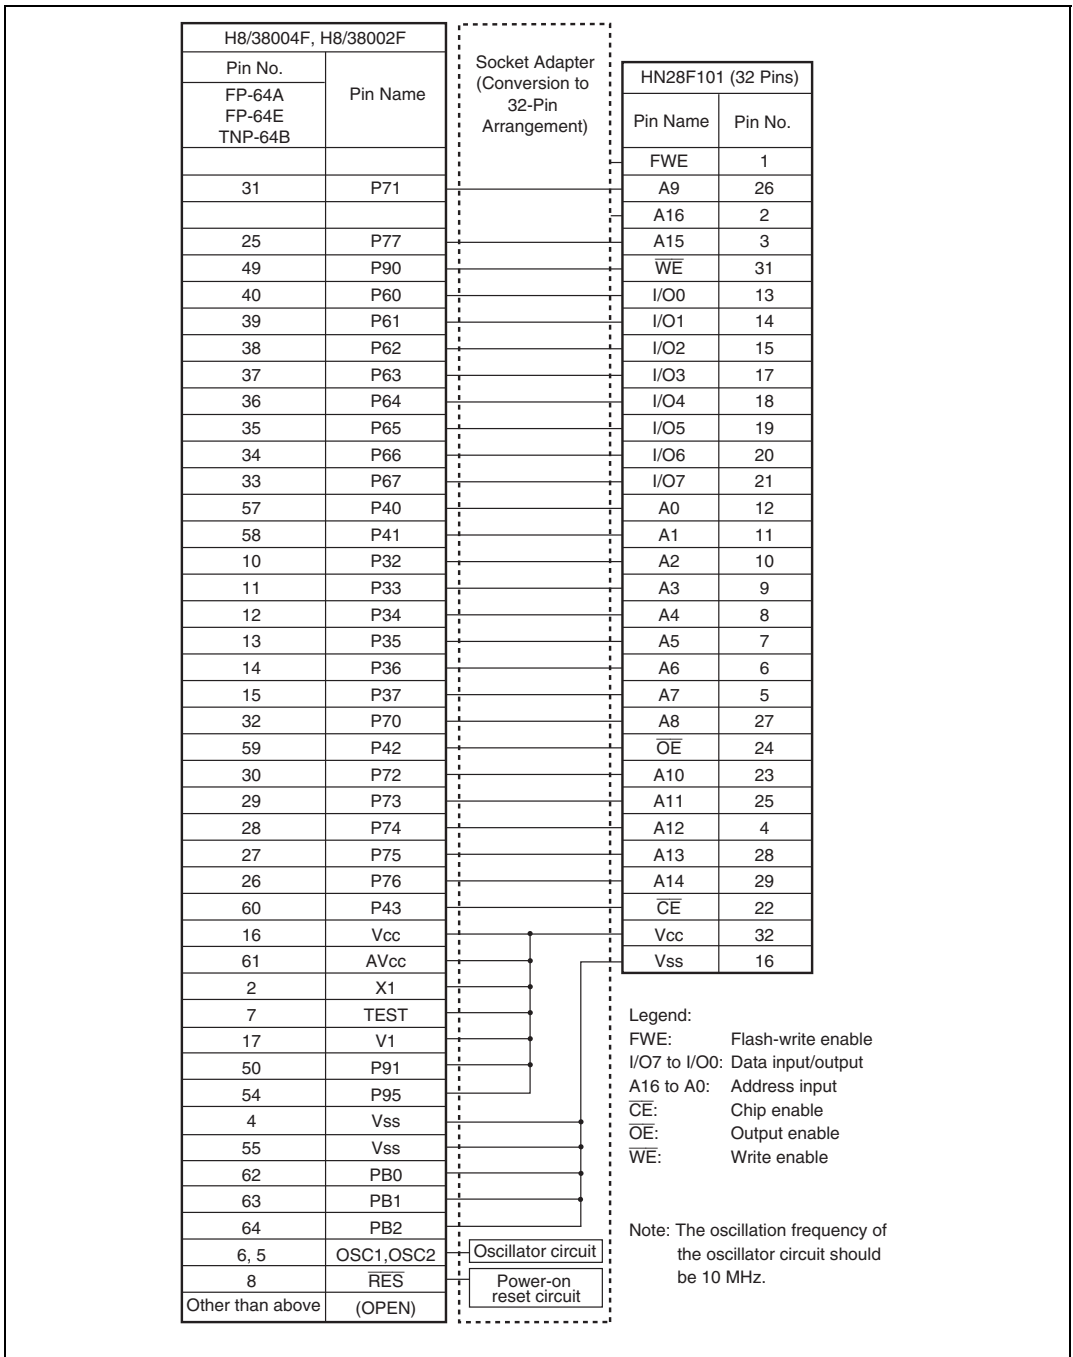 H8/38004F, H8/38002F
Pin No.
FP-64A
FP-64E
TNP-64B
Pin Name
Socket Adapter
(Conversion to
32-Pin
Arrangement)
HN28F101 (32 Pins)
Pin Name Pin No.
FWE 1
31 P71 A9 26
A16 2
25 P77 A15 3
49 P90 W̅E̅ 31
40 P60 I/O0 13
39 P61 I/O1 14
38 P62 I/O2 15
37 P63 I/O3 17
36 P64 I/O4 18
35 P65 I/O5 19
34 P66 I/O6 20
33 P67 I/O7 21
57 P40 A0 12
58 P41 A1 11
10 P32 A2 10
11 P33 A3 9
12 P34 A4 8
13 P35 A5 7
14 P36 A6 6
15 P37 A7 5
32 P70 A8 27
59 P42 O̅E̅ 24
30 P72 A10 23
29 P73 A11 25
28 P74 A12 4
27 P75 A13 28
26 P76 A14 29
60 P43 C̅E̅ 22
16 Vcc Vcc 32
61 AVcc Vss 16
2 X1
7 TEST
17 V1
50 P91
54 P95
4 Vss
55 Vss
62 PB0
63 PB1
64 PB2
6, 5 OSC1,OSC2 Oscillator circuit
8 R̅E̅S̅ Power-on
reset circuit
Other than above (OPEN)
Legend:
FWE: Flash-write enable
I/O7 to I/O0: Data input/output
A16 to A0: Address input
C̅E̅: Chip enable
O̅E̅: Output enable
W̅E̅: Write enable
Note: The oscillation frequency of
the oscillator circuit should
be 10 MHz.